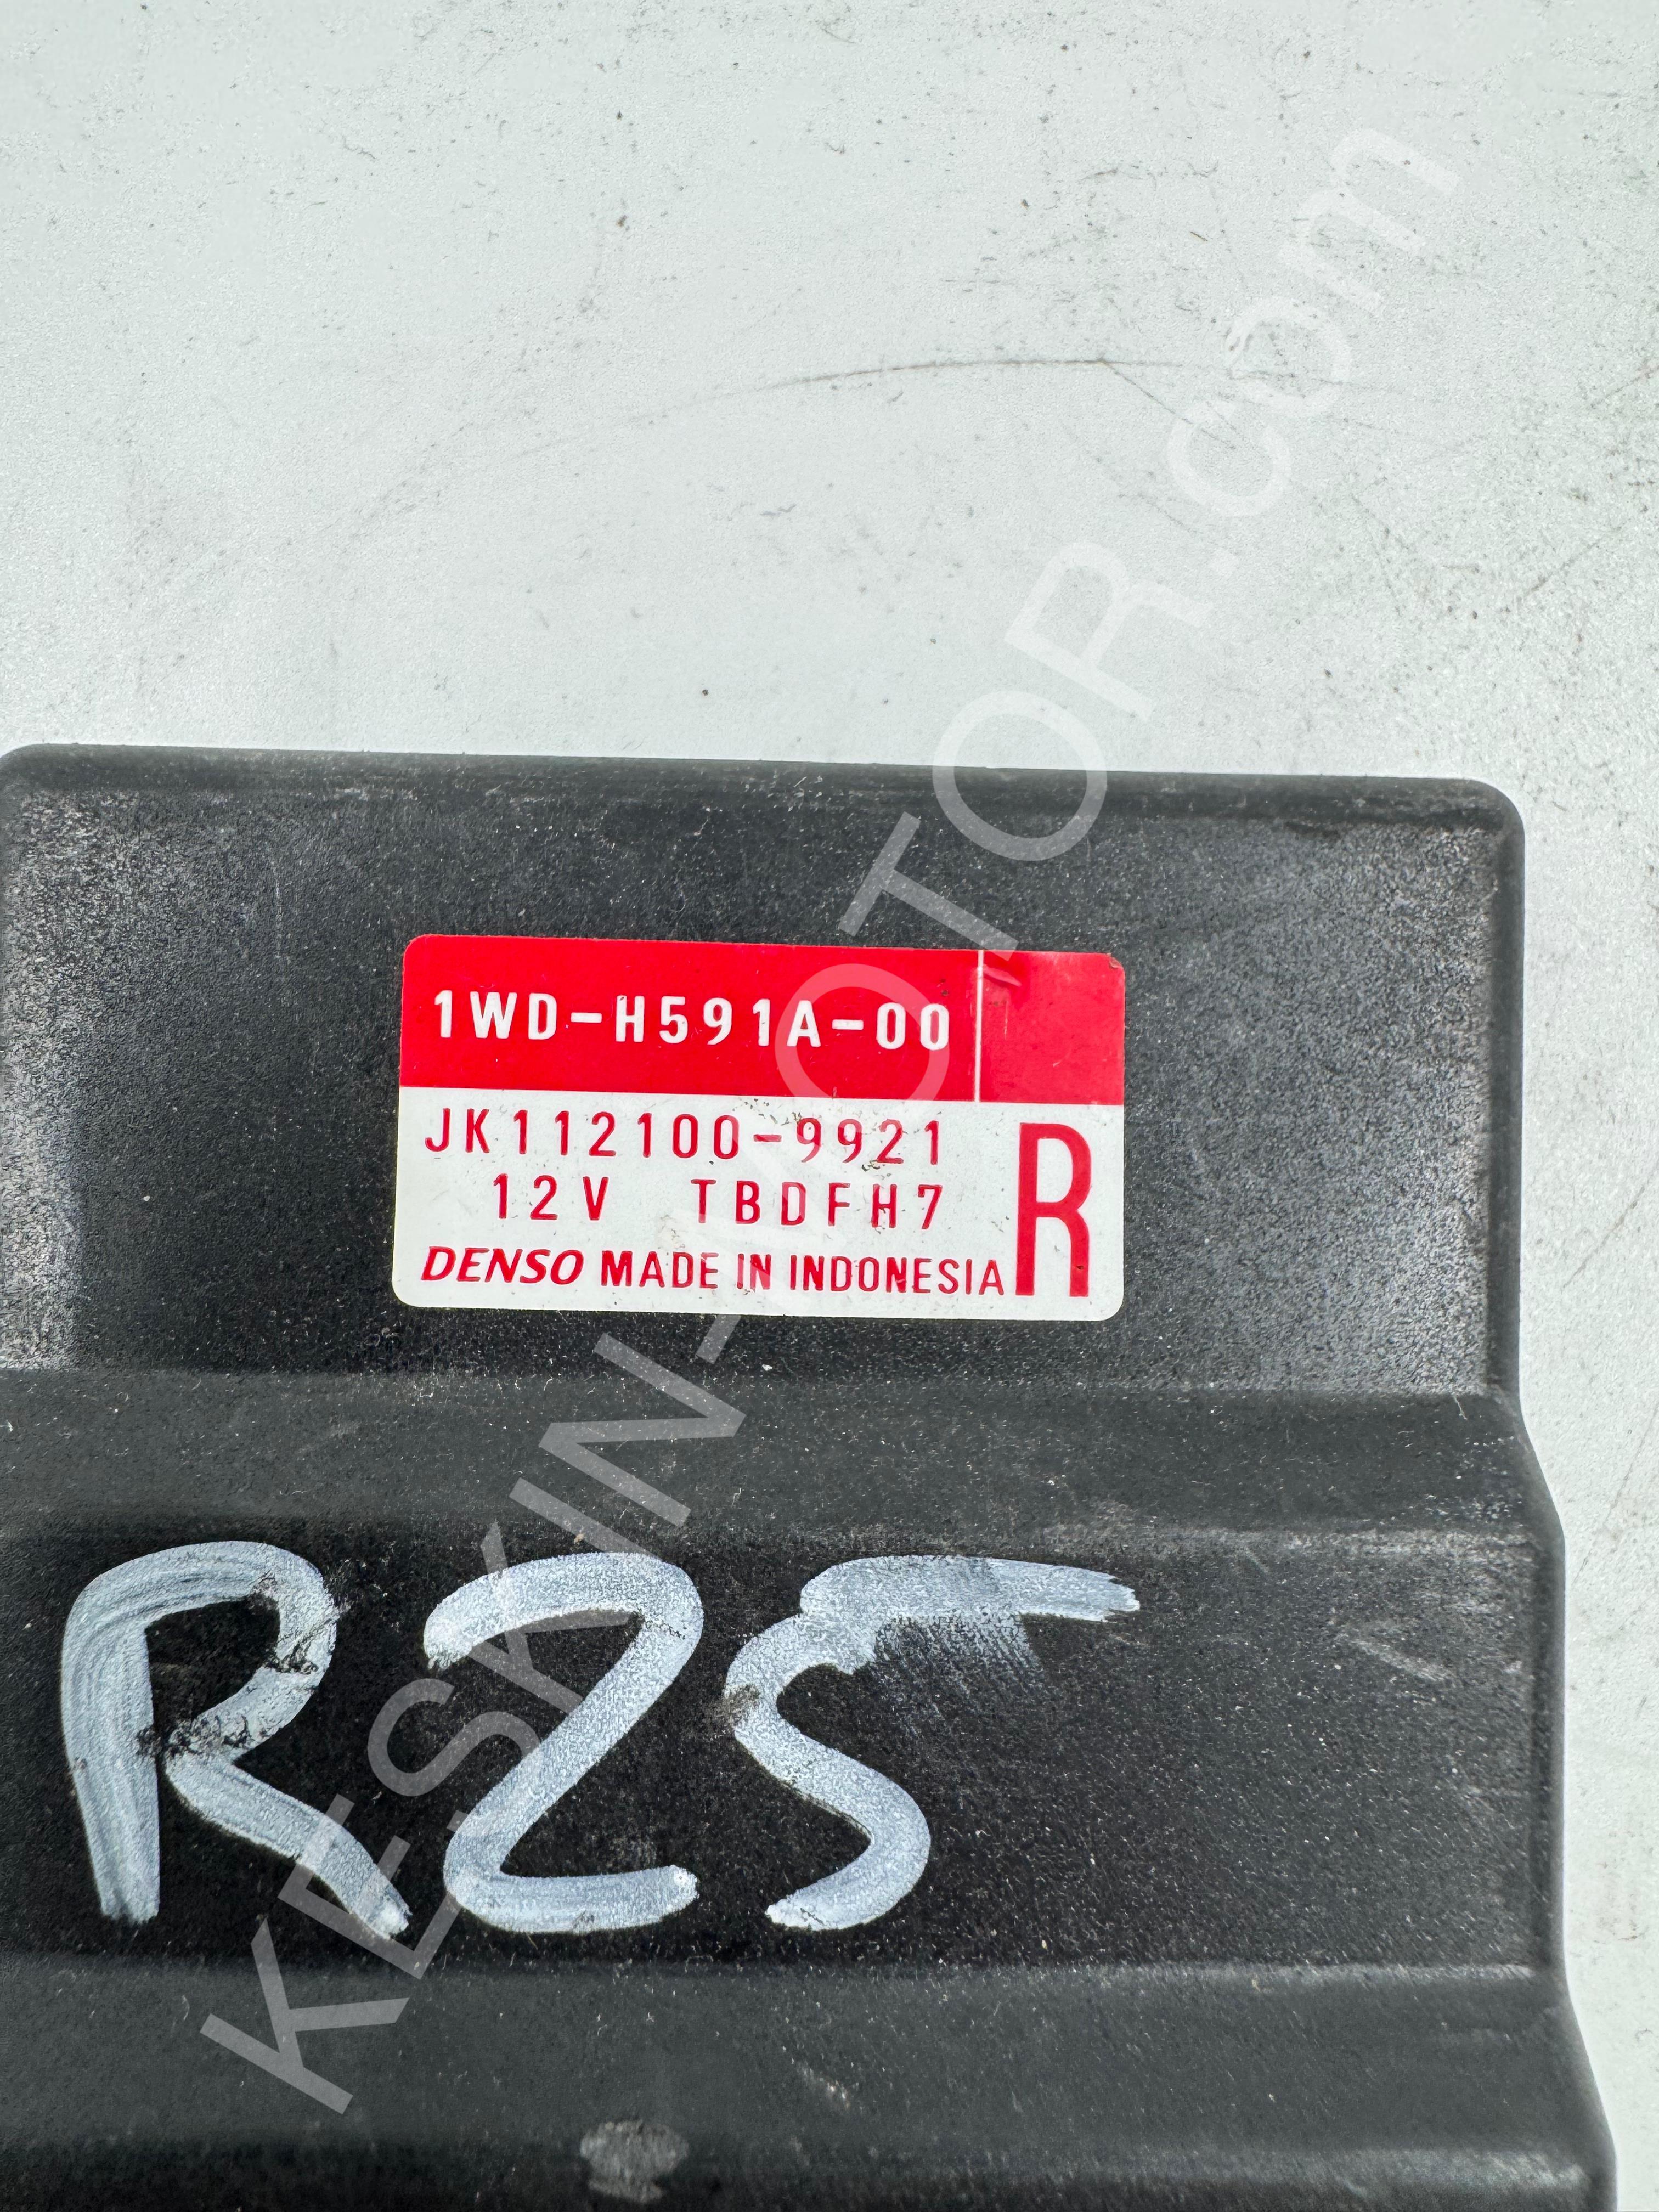 1WD-H591A-00
JK112100-9921
12V TBDFH7
R
DENSO MADE IN INDONESIA
R25
KESKIN-MOTOR.com